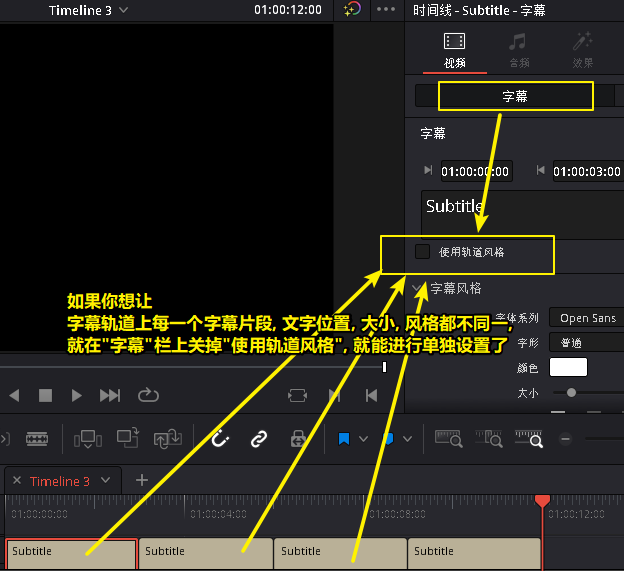 Timeline 3
01:00:12:00
时间线 - Subtitle - 字幕
视频
音频
效果
字幕
字幕
01:00:00:00
01:00:03:00
Subtitle
使用轨道风格
字幕风格
如果你想让
字幕轨道上每一个字幕片段, 文字位置, 大小, 风格都不同一,
就在"字幕"栏上关掉"使用轨道风格", 就能进行单独设置了
字体系列
Open Sans
字形
普通
颜色
大小
Timeline 3
01:00:00:00
01:00:04:00
01:00:08:00
01:00:12:00
Subtitle
Subtitle
Subtitle
Subtitle